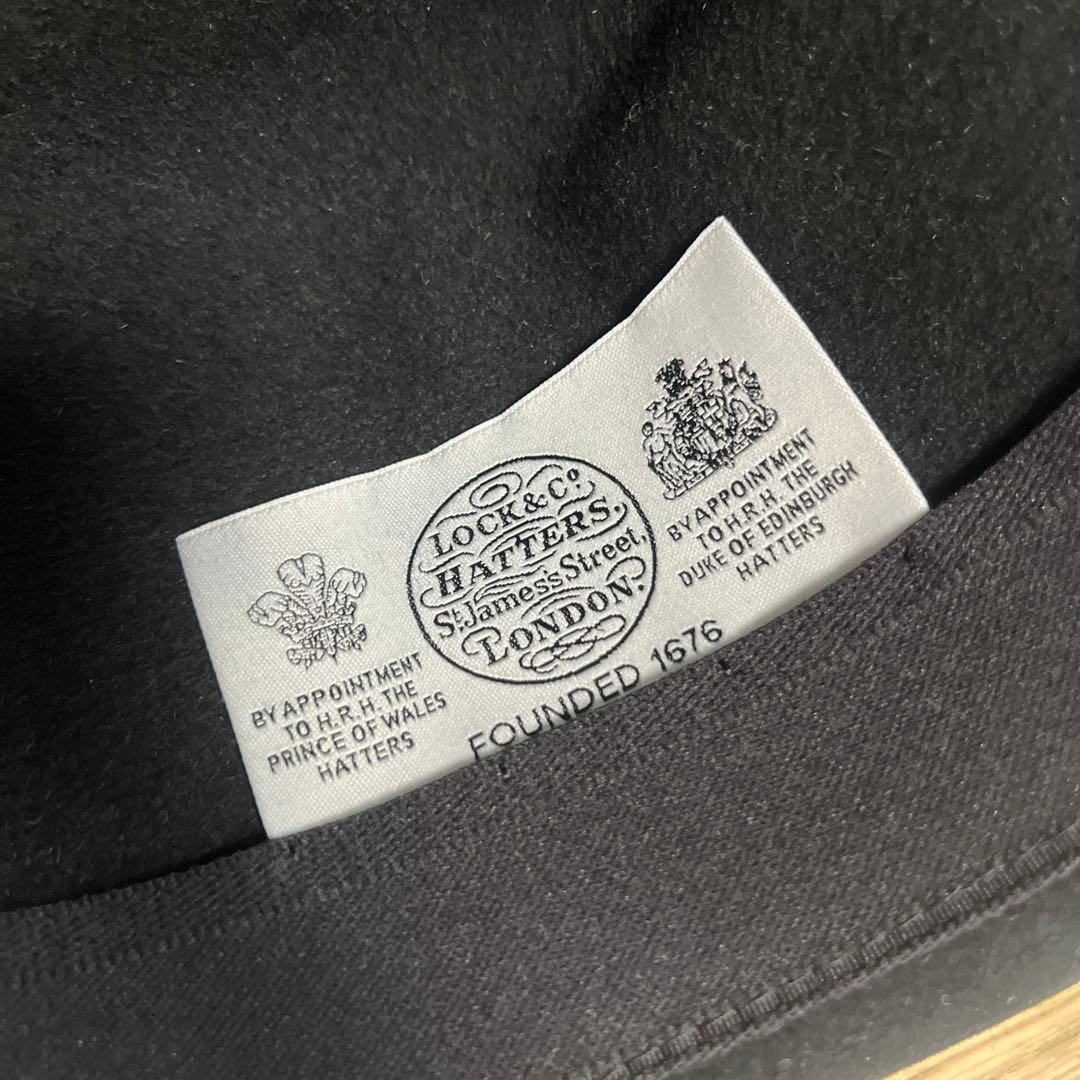 BY APPOINTMENT
TO H.R.H. THE
PRINCE OF WALES
HATTERS
LOCK & Co.
HATTERS.
St. James's Street,
LONDON.
FOUNDED 1676
BY APPOINTMENT
TO H.R.H. THE
DUKE OF EDINBURGH
HATTERS